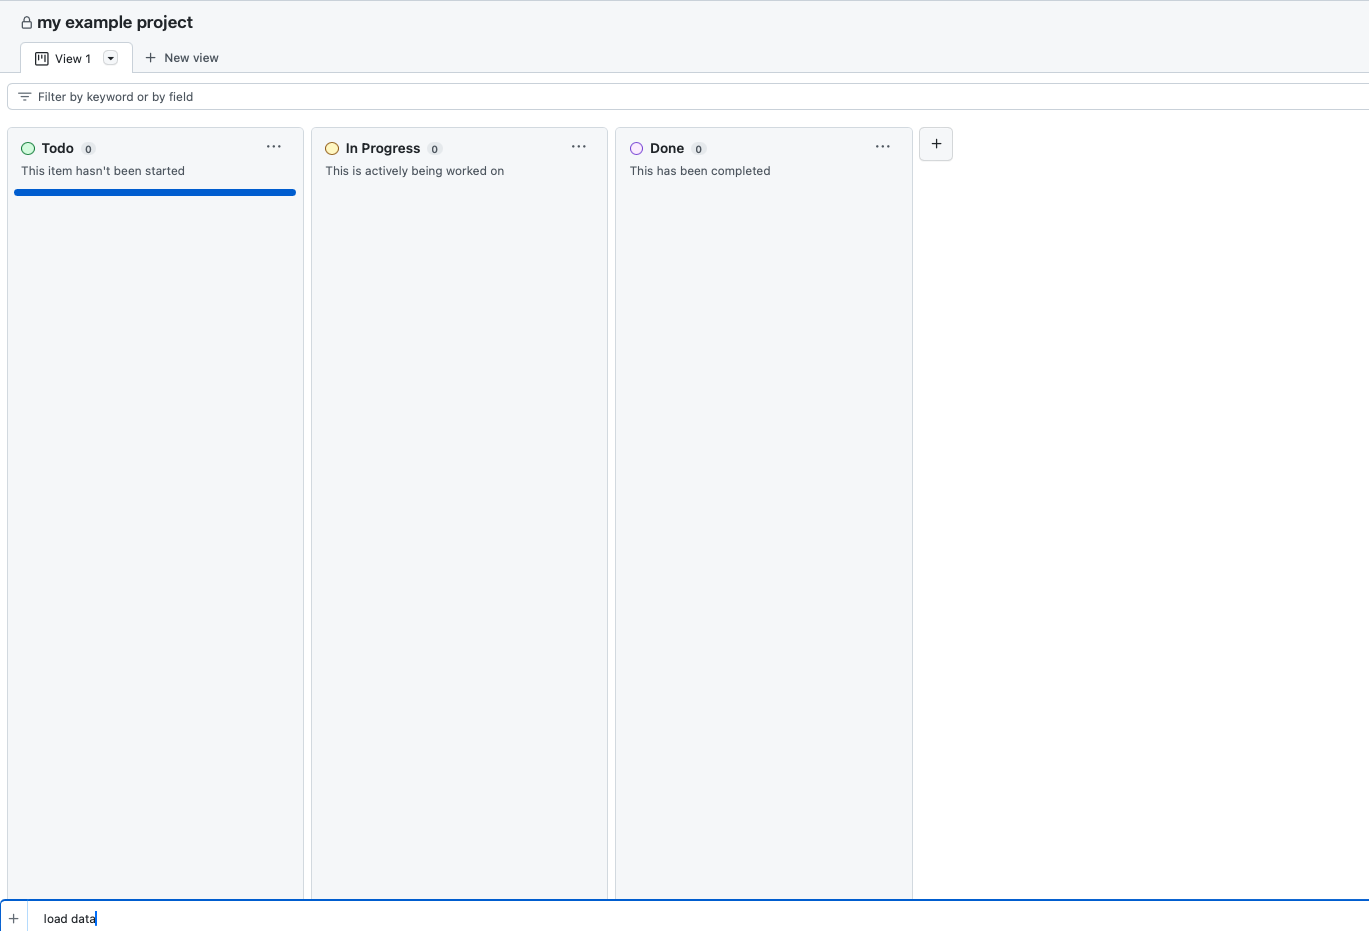 my example project
View 1
New view
Filter by keyword or by field
Todo 0
This item hasn't been started
In Progress 0
This is actively being worked on
Done 0
This has been completed
load data